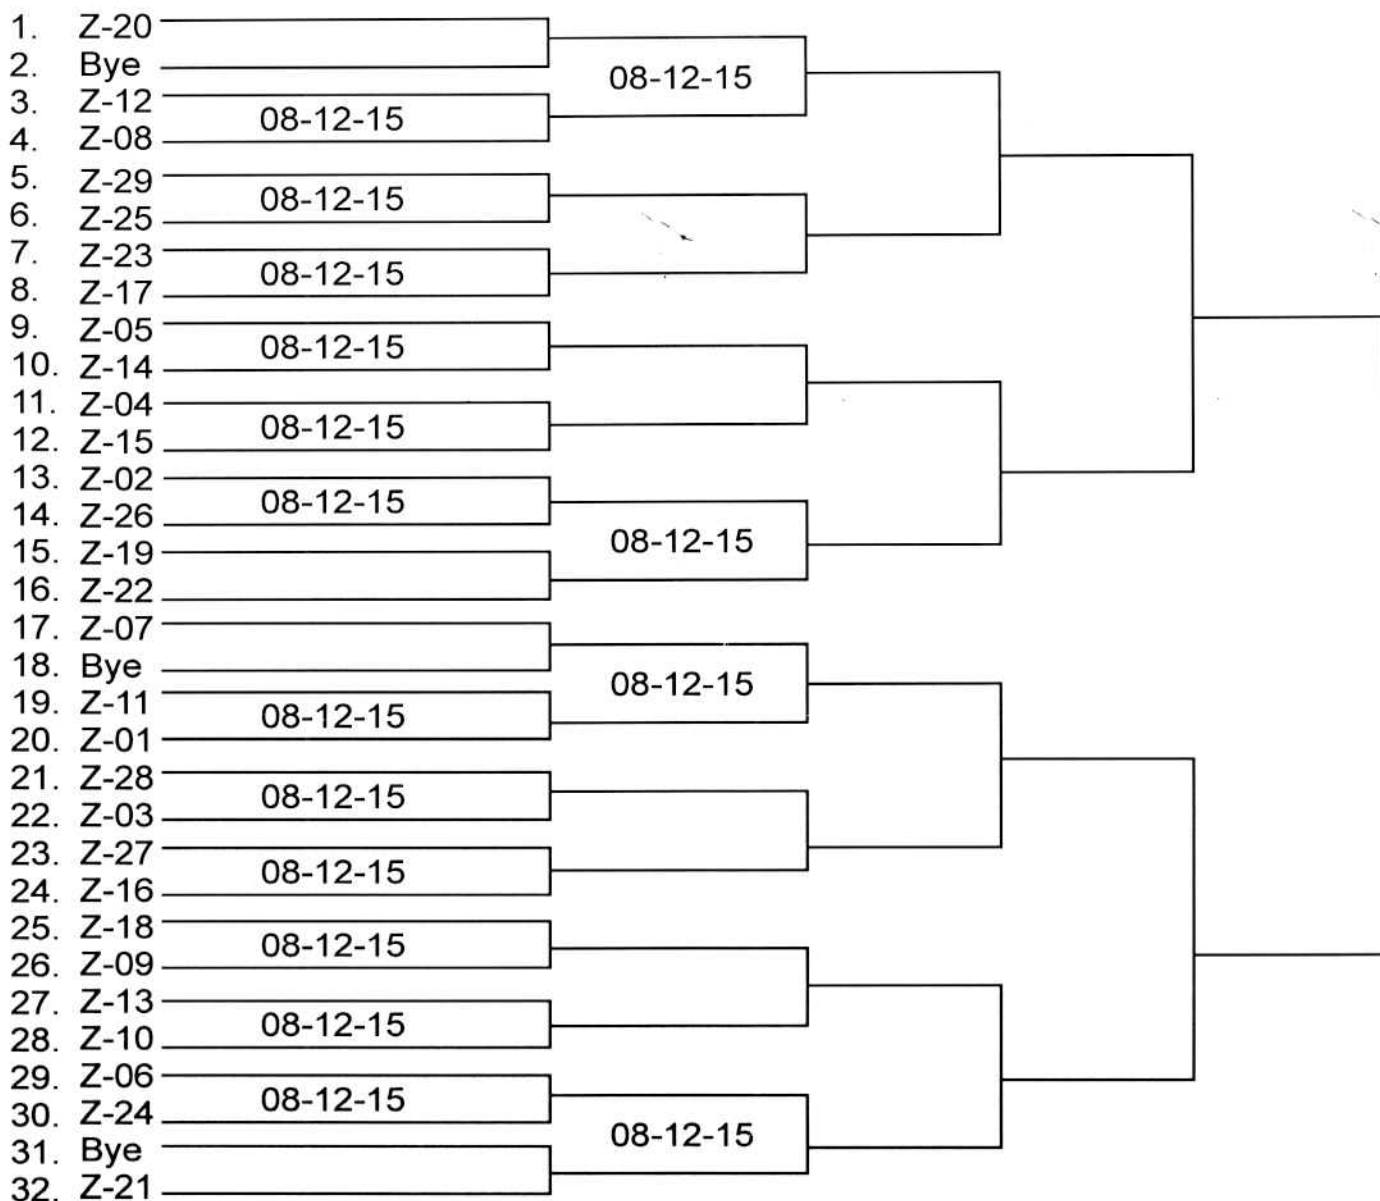 1. Z-20
2. Bye
08-12-15
3. Z-12
08-12-15
4. Z-08
5. Z-29
08-12-15
6. Z-25
7. Z-23
08-12-15
8. Z-17
9. Z-05
08-12-15
10. Z-14
11. Z-04
08-12-15
12. Z-15
13. Z-02
08-12-15
14. Z-26
08-12-15
15. Z-19
16. Z-22
17. Z-07
18. Bye
08-12-15
19. Z-11
08-12-15
20. Z-01
21. Z-28
08-12-15
22. Z-03
23. Z-27
08-12-15
24. Z-16
25. Z-18
08-12-15
26. Z-09
27. Z-13
08-12-15
28. Z-10
29. Z-06
08-12-15
30. Z-24
08-12-15
31. Bye
32. Z-21